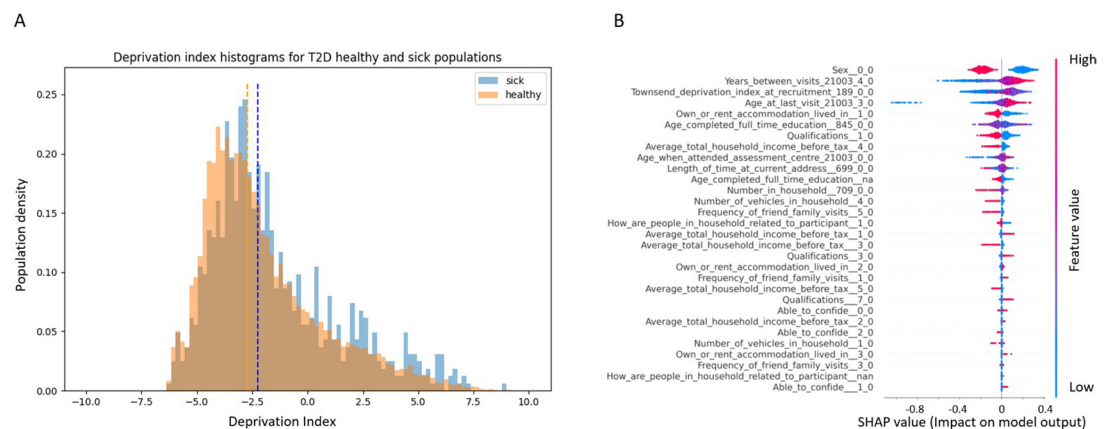 A
Deprivation index histograms for T2D healthy and sick populations
sick
healthy
Population density
0.25
0.20
0.15
0.10
0.05
0.00
-10.0
-7.5
-5.0
-2.5
0.0
2.5
5.0
7.5
10.0
Deprivation Index
B
Sex__0_0
Years_between_visits_21003_4_0
Townsend_deprivation_index_at_recruitment_189_0_0
Age_at_last_visit_21003_3_0
Own_or_rent_accommodation_lived_in__1_0
Age_completed_full_time_education__845_0_0
Qualifications__1_0
Average_total_household_income_before_tax__4_0
Age_when_attended_assessment_centre_21003_0_0
Length_of_time_at_current_address__699_0_0
Age_completed_full_time_education__na
Number_in_household__709_0_0
Number_of_vehicles_in_household__4_0
Frequency_of_friend_family_visits__5_0
How_are_people_in_household_related_to_participant__1_0
Average_total_household_income_before_tax__1_0
Average_total_household_income_before_tax__3_0
Qualifications__3_0
Own_or_rent_accommodation_lived_in__2_0
Frequency_of_friend_family_visits__1_0
Average_total_household_income_before_tax__5_0
Qualifications__7_0
Able_to_confide__0_0
Average_total_household_income_before_tax__2_0
Able_to_confide__2_0
Number_of_vehicles_in_household__1_0
Own_or_rent_accommodation_lived_in__3_0
Frequency_of_friend_family_visits__3_0
How_are_people_in_household_related_to_participant__nan
Able_to_confide__1_0
-0.8
-0.4
0
0.4
SHAP value (Impact on model output)
High
Feature value
Low